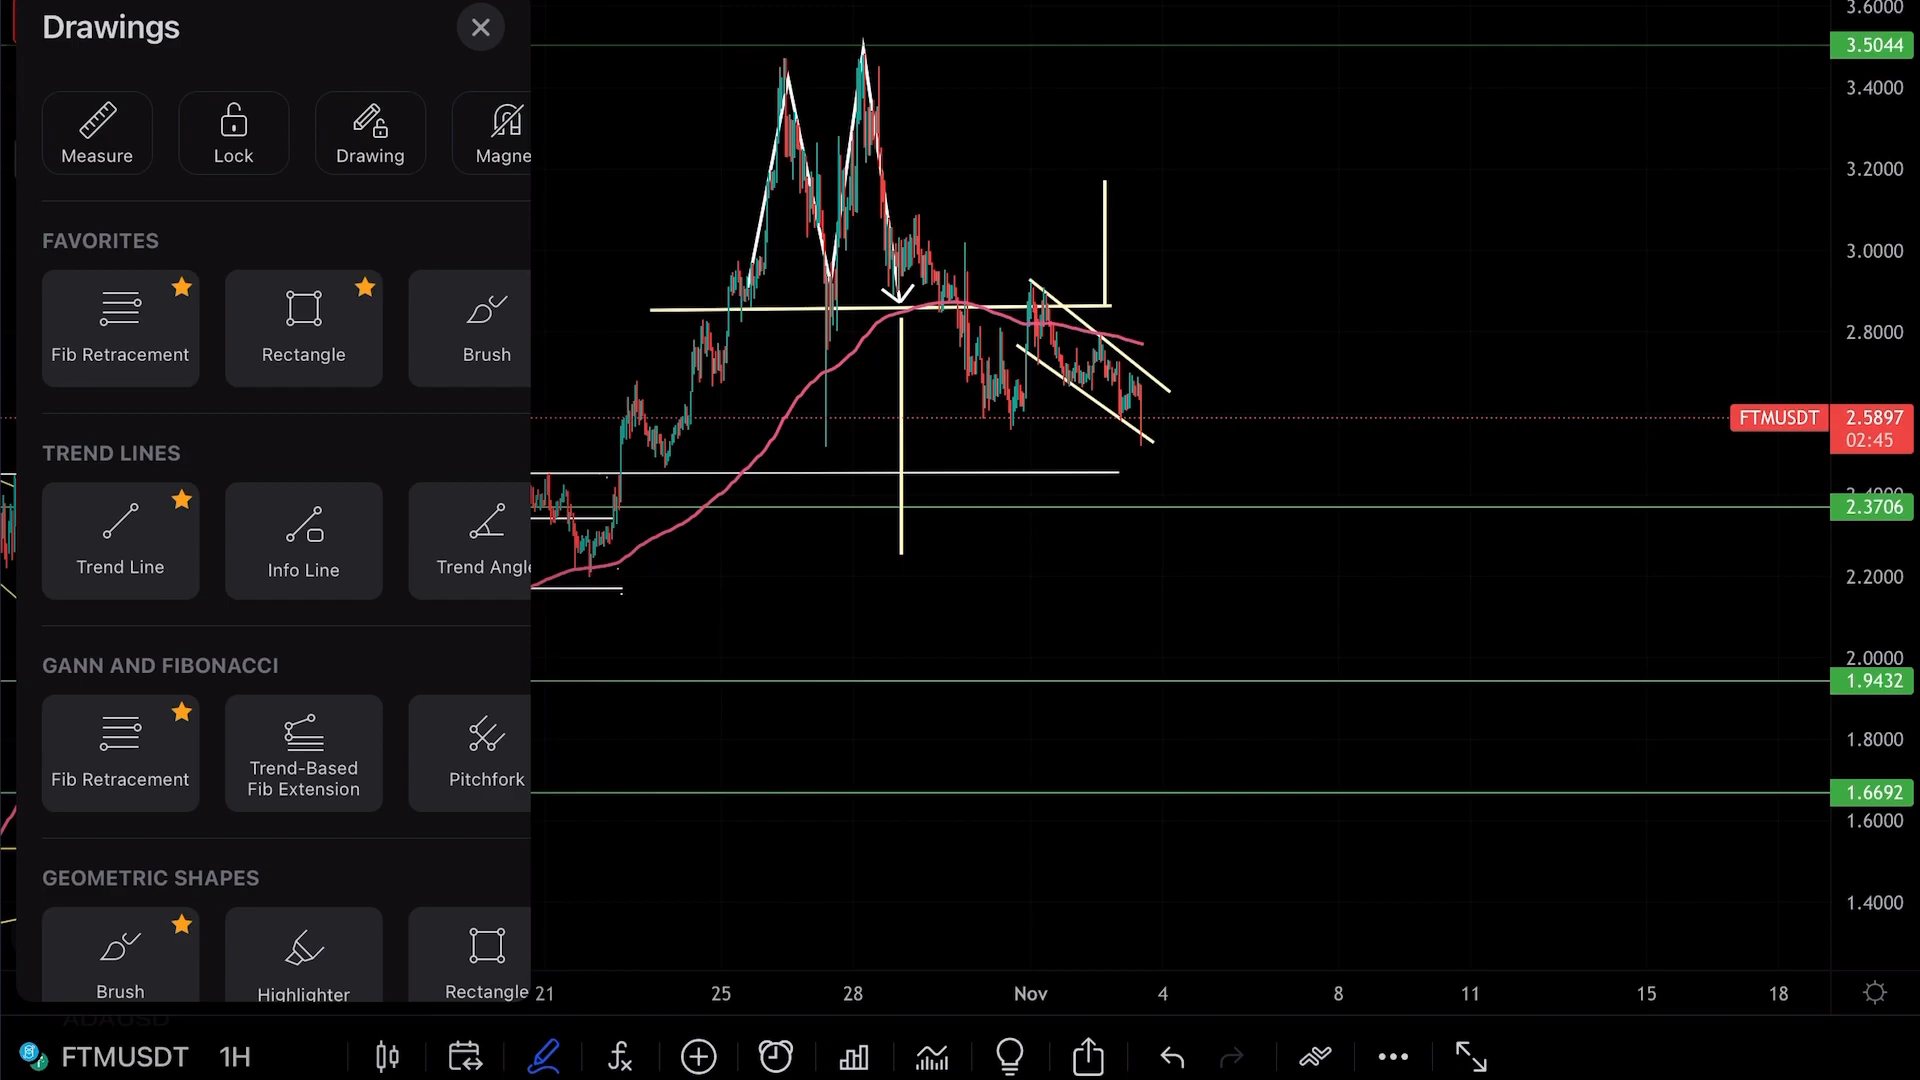 Drawings
Measure
Lock
Drawing
Magne
FAVORITES
Fib Retracement
Rectangle
Brush
TREND LINES
Trend Line
Info Line
Trend Angle
GANN AND FIBONACCI
Fib Retracement
Trend-Based
Fib Extension
Pitchfork
GEOMETRIC SHAPES
Brush
Highlighter
Rectangle
ADAUSD
3.6000
3.5044
3.4000
3.2000
3.0000
2.8000
FTMUSDT
2.5897
02:45
2.4000
2.3706
2.2000
2.0000
1.9432
1.8000
1.6692
1.6000
1.4000
21 25 28 Nov 4 8 11 15 18
FTMUSDT 1H